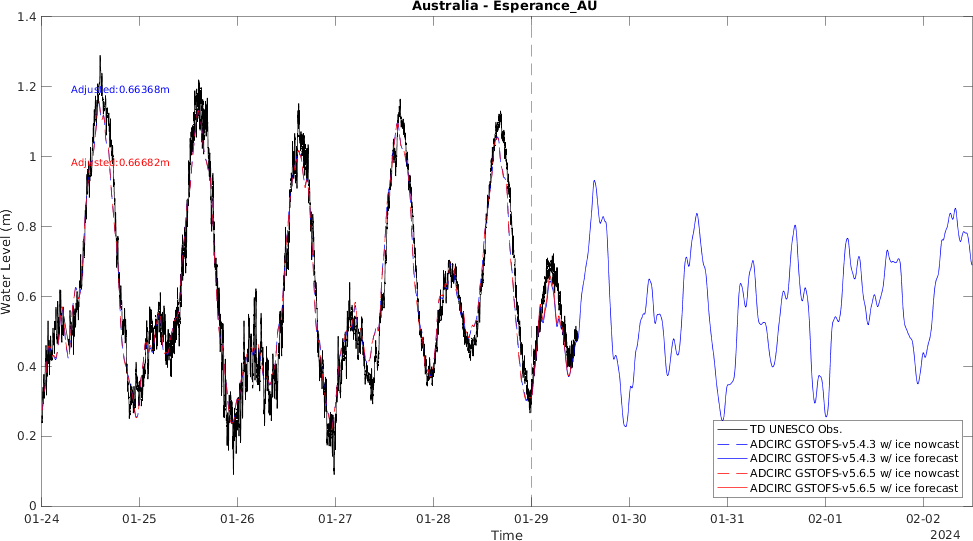 Australia - Esperance_AU
Water Level (m)
1.4
1.2
1
0.8
0.6
0.4
0.2
0
Adjusted:0.66368m
Adjusted:0.66682m
TD UNESCO Obs.
ADCIRC GSTOFS-v5.4.3 w/ ice nowcast
ADCIRC GSTOFS-v5.4.3 w/ ice forecast
ADCIRC GSTOFS-v5.6.5 w/ ice nowcast
ADCIRC GSTOFS-v5.6.5 w/ ice forecast
01-24 01-25 01-26 01-27 01-28 01-29 01-30 01-31 02-01 02-02
Time
2024